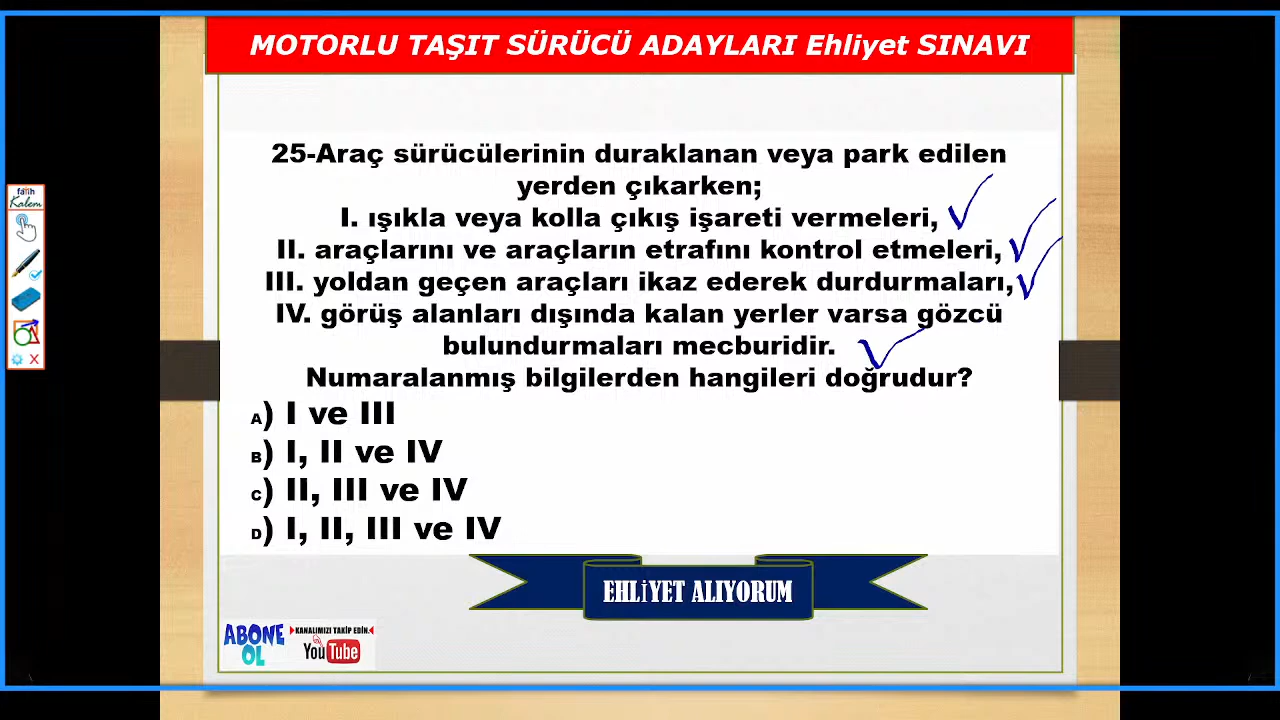 MOTORLU TAŞIT SÜRÜCÜ ADAYLARI Ehliyet SINAVI
25-Araç sürücülerinin duraklanan veya park edilen
yerden çıkarken;
I. ışıkla veya kolla çıkış işareti vermeleri,
II. araçlarını ve araçların etrafını kontrol etmeleri,
III. yoldan geçen araçları ikaz ederek durdurmaları,
IV. görüş alanları dışında kalan yerler varsa gözcü
bulundurmaları mecburidir.
Numaralanmış bilgilerden hangileri doğrudur?
A) I ve III
B) I, II ve IV
C) II, III ve IV
D) I, II, III ve IV
EHLİYET ALIYORUM
ABONE
OL
KANALIMIZI TAKİP EDİN.
YouTube
fatih
Kalem